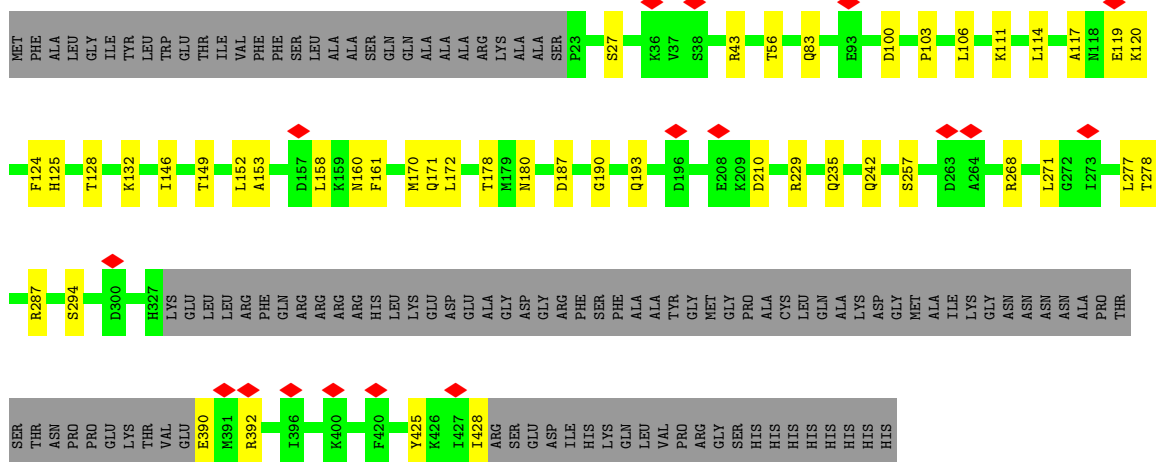 MET PHE ALA LEU GLY ILE TYR LEU TRP GLU THR ILE VAL PHE PHE SER LEU ALA ALA SER GLN GLN ALA ALA ALA ARG LYS ALA ALA SER P23 S27 K36 V37 S38 R43 T56 Q83 E93 D100 P103 L106 K111 L114 A117 N118 E119 K120
F124 H125 T128 K132 I146 T149 L152 A153 D157 L158 K159 N160 F161 M170 Q171 L172 T178 M179 N180 D187 G190 Q193 D196 E208 K209 D210 R229 Q235 Q242 S257 D263 A264 R268 L271 G272 I273 L277 T278
R287 S294 D300 H327 LYS GLU LEU LEU ARG PHE GLN ARG ARG ARG ARG HIS LEU LYS GLU ASP GLU ALA GLY ASP GLY ARG PHE SER PHE ALA ALA TYR GLY MET GLY PRO ALA CYS LEU GLN ALA LYS ASP GLY MET ALA ILE LYS GLY ASN ASN ASN ASN ALA PRO THR
SER THR ASN PRO PRO GLU LYS THR VAL GLU E390 M391 R392 I396 K400 F420 Y425 K426 I427 I428 ARG SER GLU ASP ILE HIS LYS GLN LEU VAL PRO ARG GLY SER HIS HIS HIS HIS HIS HIS HIS HIS